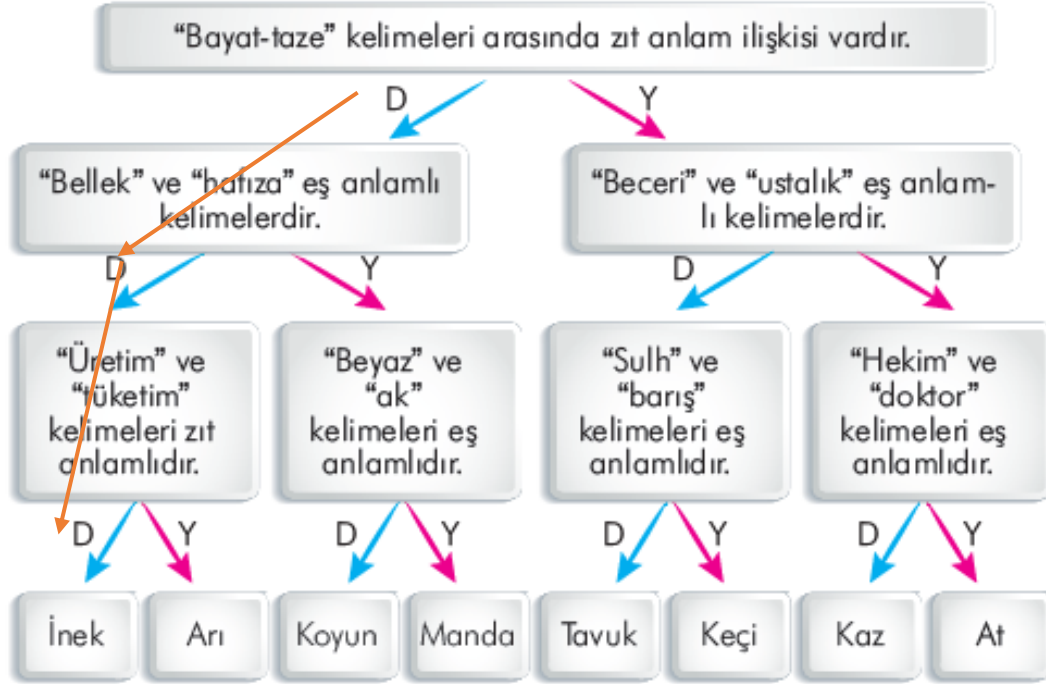 “Bayat-taze” kelimeleri arasında zıt anlam ilişkisi vardır.
D Y
“Bellek” ve “hafıza” eş anlamlı
kelimelerdir.
“Beceri” ve “ustalık” eş anlam-
lı kelimelerdir.
D Y D Y
“Üretim” ve
“tüketim”
kelimeleri zıt
anlamlıdır.
“Beyaz” ve
“ak”
kelimeleri eş
anlamlıdır.
“Sulh” ve
“barış”
kelimeleri eş
anlamlıdır.
“Hekim” ve
“doktor”
kelimeleri eş
anlamlıdır.
D Y D Y D Y D Y
İnek Arı Koyun Manda Tavuk Keçi Kaz At